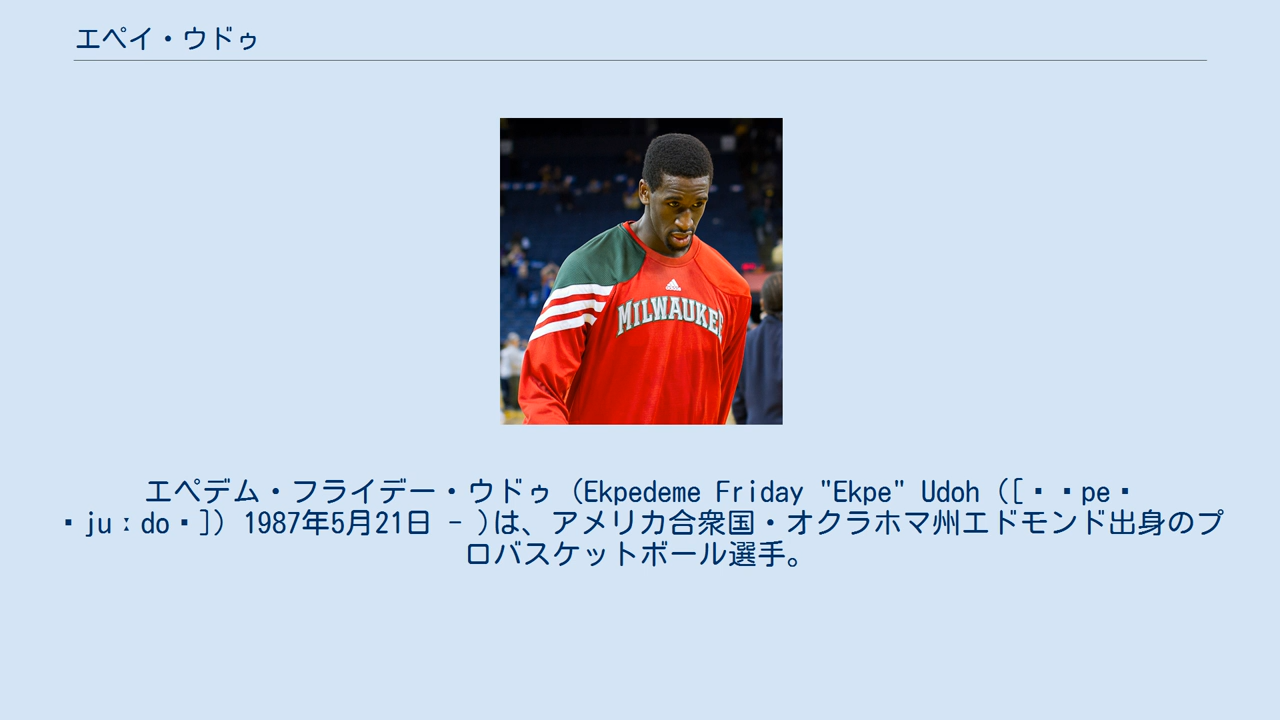 エペイ・ウドゥ
MILWAUKEE
エペデム・フライデー・ウドゥ (Ekpedeme Friday "Ekpe" Udoh ([▪▪pe▪
▪juːdo▪]) 1987年5月21日 - )は、アメリカ合衆国・オクラホマ州エドモンド出身のプ
ロバスケットボール選手。